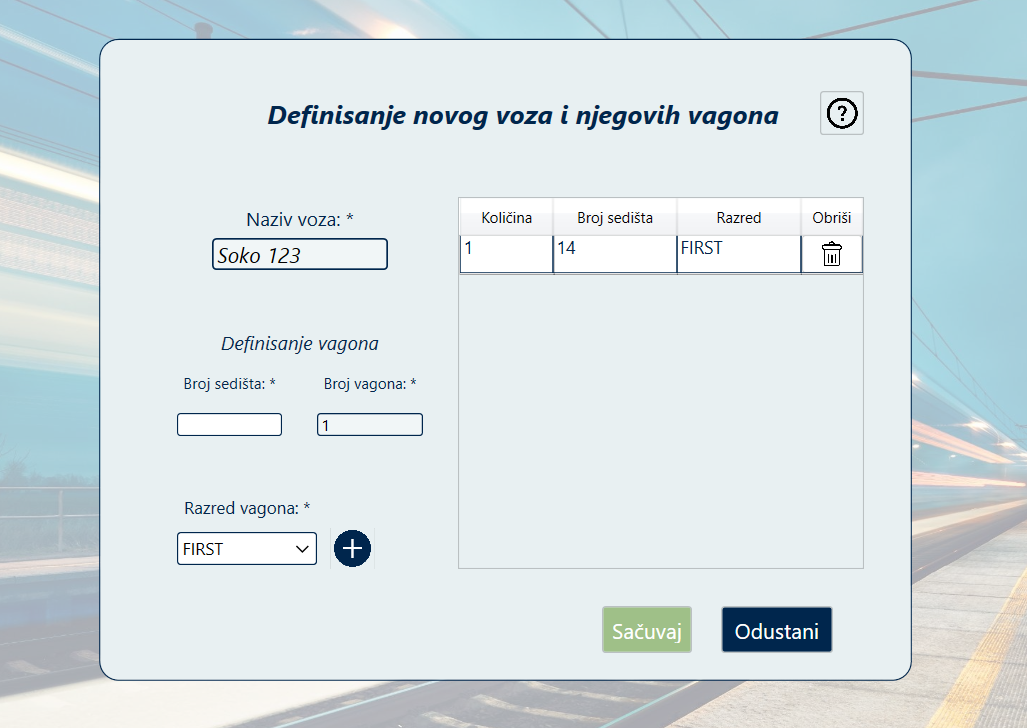 Definisanje novog voza i njegovih vagona
?
Naziv voza: *
Soko 123
Definisanje vagona
Broj sedišta: * Broj vagona: *
1
Razred vagona: *
FIRST
Količina Broj sedišta Razred Obriši
1 14 FIRST
Sačuvaj Odustani